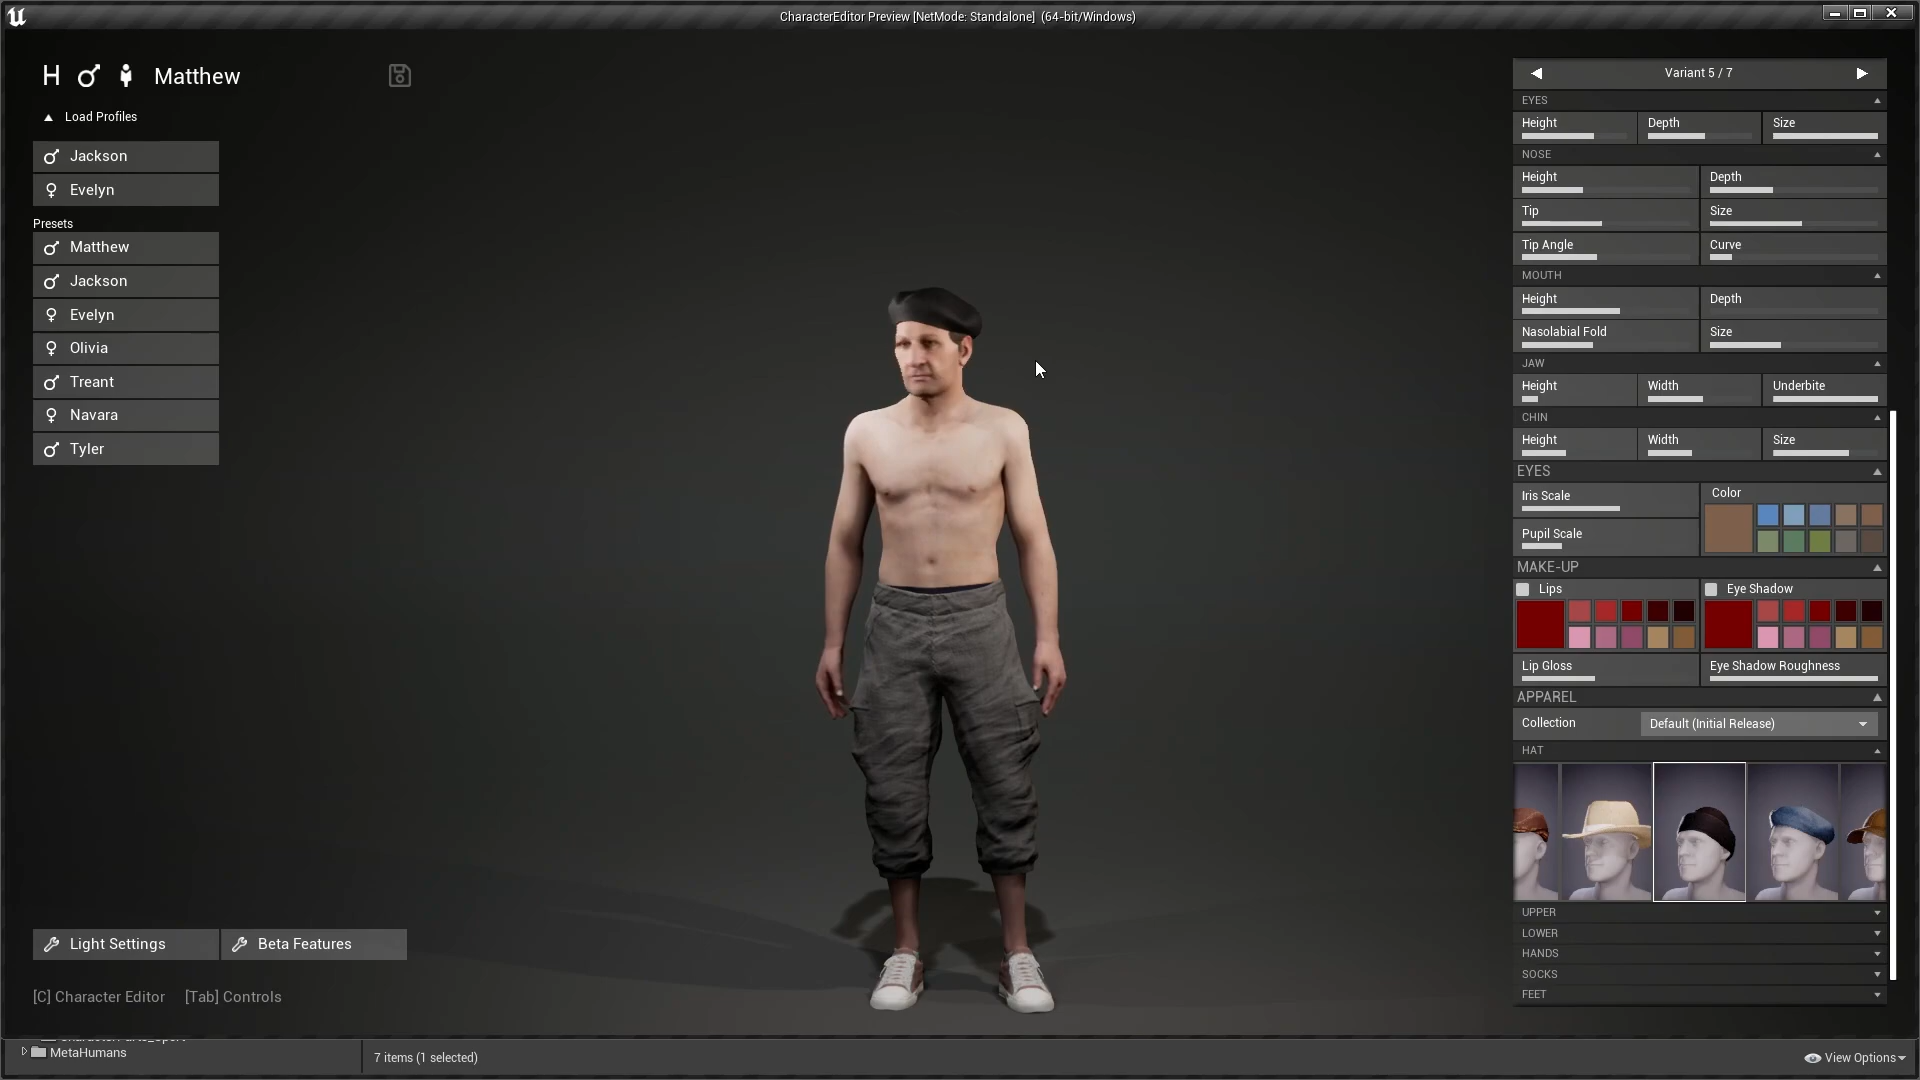 CharacterEditor Preview [NetMode: Standalone] (64-bit/Windows)
H Matthew
Load Profiles
Jackson
Evelyn
Presets
Matthew
Jackson
Evelyn
Olivia
Treant
Navara
Tyler
Light Settings
Beta Features
[C] Character Editor [Tab] Controls
Variant 5 / 7
EYES
Height Depth Size
NOSE
Height Depth
Tip Size
Tip Angle Curve
MOUTH
Height Depth
Nasolabial Fold Size
JAW
Height Width Underbite
CHIN
Height Width Size
EYES
Iris Scale Color
Pupil Scale
MAKE-UP
Lips Eye Shadow
Lip Gloss Eye Shadow Roughness
APPAREL
Collection Default (Initial Release)
HAT
UPPER
LOWER
HANDS
SOCKS
FEET
MetaHumans
7 items (1 selected)
View Options